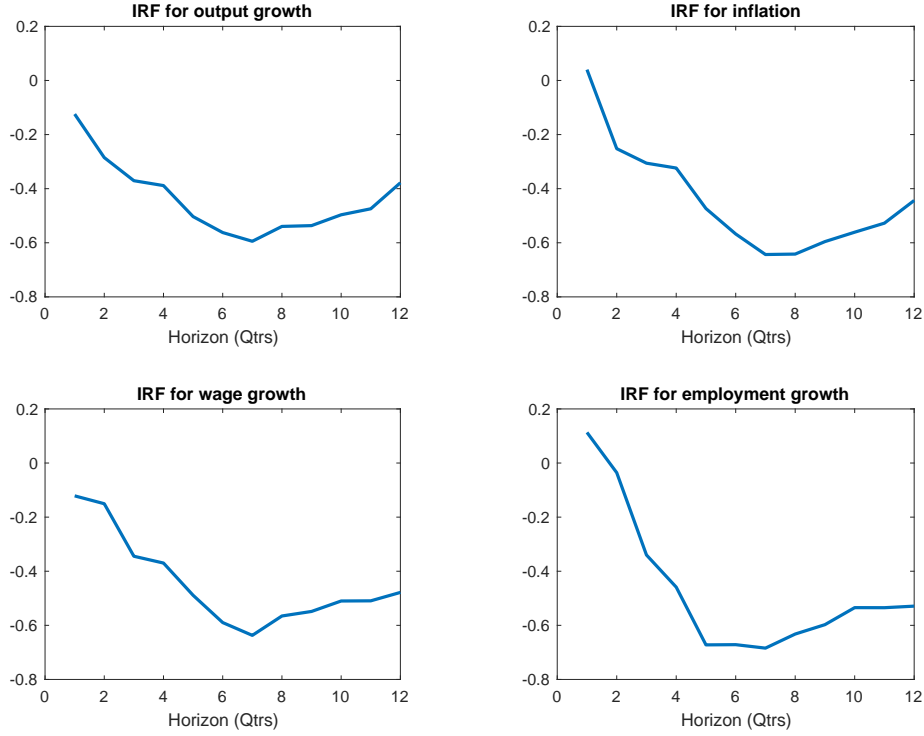 IRF for output growth
0.2
0
-0.2
-0.4
-0.6
-0.8
0 2 4 6 8 10 12
Horizon (Qtrs)
IRF for inflation
0.2
0
-0.2
-0.4
-0.6
-0.8
0 2 4 6 8 10 12
Horizon (Qtrs)
IRF for wage growth
0.2
0
-0.2
-0.4
-0.6
-0.8
0 2 4 6 8 10 12
Horizon (Qtrs)
IRF for employment growth
0.2
0
-0.2
-0.4
-0.6
-0.8
0 2 4 6 8 10 12
Horizon (Qtrs)